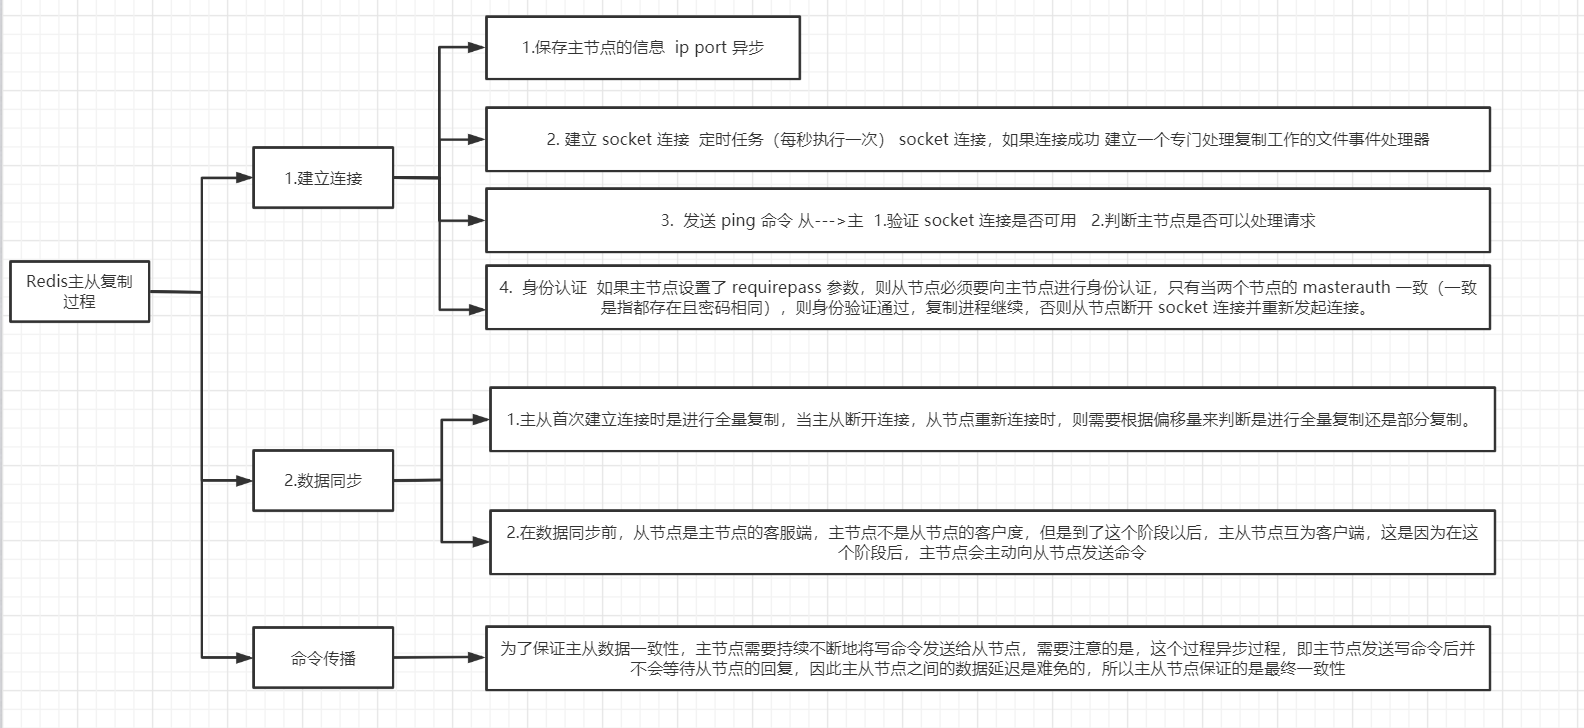 Redis主从复制
过程
1.建立连接
1.保存主节点的信息 ip port 异步
2. 建立 socket 连接 定时任务（每秒执行一次） socket 连接，如果连接成功 建立一个专门处理复制工作的文件事件处理器
3. 发送 ping 命令 从--->主 1.验证 socket 连接是否可用 2.判断主节点是否可以处理请求
4. 身份认证 如果主节点设置了 requirepass 参数，则从节点必须要向主节点进行身份认证，只有当两个节点的 masterauth 一致（一致
是指都存在且密码相同），则身份验证通过，复制进程继续，否则从节点断开 socket 连接并重新发起连接。
2.数据同步
1.主从首次建立连接时是进行全量复制，当主从断开连接，从节点重新连接时，则需要根据偏移量来判断是进行全量复制还是部分复制。
2.在数据同步前，从节点是主节点的客服端，主节点不是从节点的客户度，但是到了这个阶段以后，主从节点互为客户端，这是因为在这
个阶段后，主节点会主动向从节点发送命令
命令传播
为了保证主从数据一致性，主节点需要持续不断地将写命令发送给从节点，需要注意的是，这个过程异步过程，即主节点发送写命令后并
不会等待从节点的回复，因此主从节点之间的数据延迟是难免的，所以主从节点保证的是最终一致性